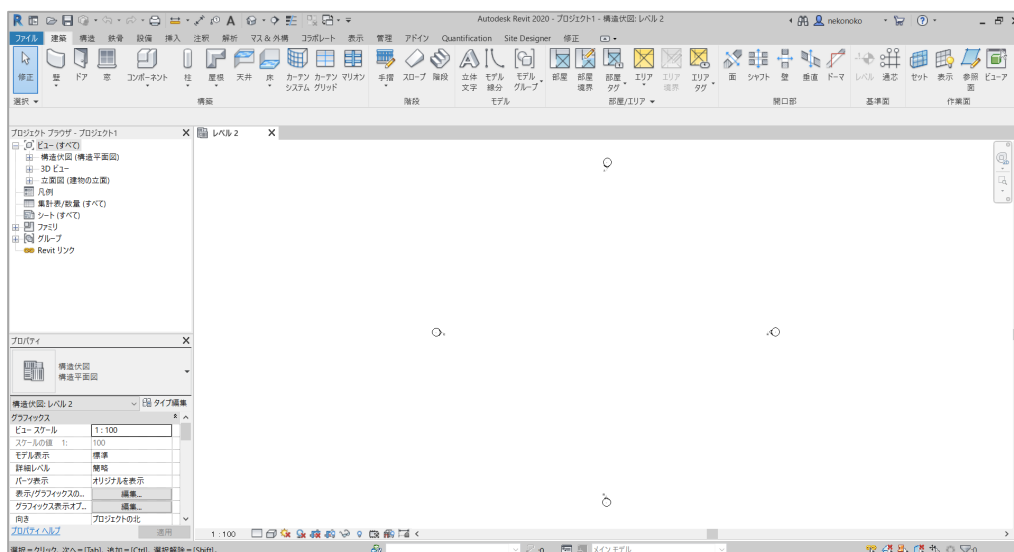 Autodesk Revit 2020 - プロジェクト1 - 構造伏図: レベル 2
nekonoko
ファイル 建築 構造 鉄骨 設備 挿入 注釈 解析 マス & 外構 コラボレート 表示 管理 アドイン Quantification Site Designer 修正
修正 壁 ドア 窓 コンポーネント 柱 屋根 天井 床 カーテン システム カーテン グリッド マリオン 手摺 スロープ 階段 立体 文字 モデル 線分 モデル グループ 部屋 部屋 境界 部屋 タグ エリア エリア 境界 エリア タグ 面 シャフト 壁 垂直 ドーマ レベル 通芯 セット 表示 参照 面 ビューア
選択 構築 階段 モデル 部屋/エリア 開口部 基準面 作業面
プロジェクト ブラウザ - プロジェクト1
レベル 2
ビュー (すべて)
構造伏図 (構造平面図)
3D ビュー
立面図 (建物の立面)
凡例
集計表/数量 (すべて)
シート (すべて)
ファミリ
グループ
Revit リンク
プロパティ
構造伏図
構造平面図
構造伏図: レベル 2
タイプ編集
グラフィックス
ビュー スケール 1 : 100
スケールの値 1: 100
モデル表示 標準
詳細レベル 簡略
パーツ表示 オリジナルを表示
表示/グラフィックスの... 編集...
グラフィックス表示オプ... 編集...
向き プロジェクトの北
プロパティ ヘルプ 適用
1 : 100
選択 = クリック, 次へ = [Tab], 追加 = [Ctrl], 選択解除 = [Shift].
:0
メイン モデル
:0